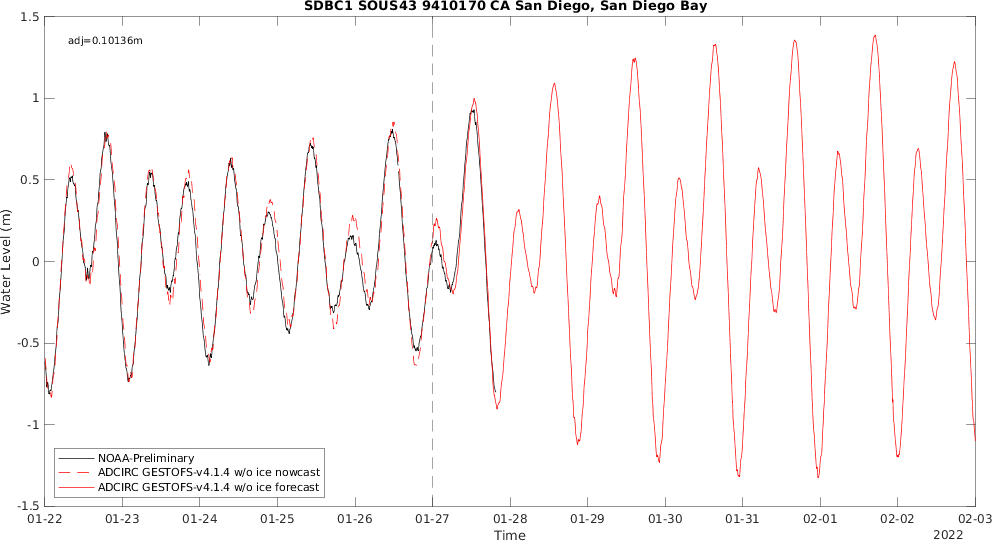 SDBC1 SOUS43 9410170 CA San Diego, San Diego Bay
adj=0.10136m
1.5
1
0.5
0
-0.5
-1
-1.5
Water Level (m)
NOAA-Preliminary
ADCIRC GESTOFS-v4.1.4 w/o ice nowcast
ADCIRC GESTOFS-v4.1.4 w/o ice forecast
01-22 01-23 01-24 01-25 01-26 01-27 01-28 01-29 01-30 01-31 02-01 02-02 02-03
Time
2022